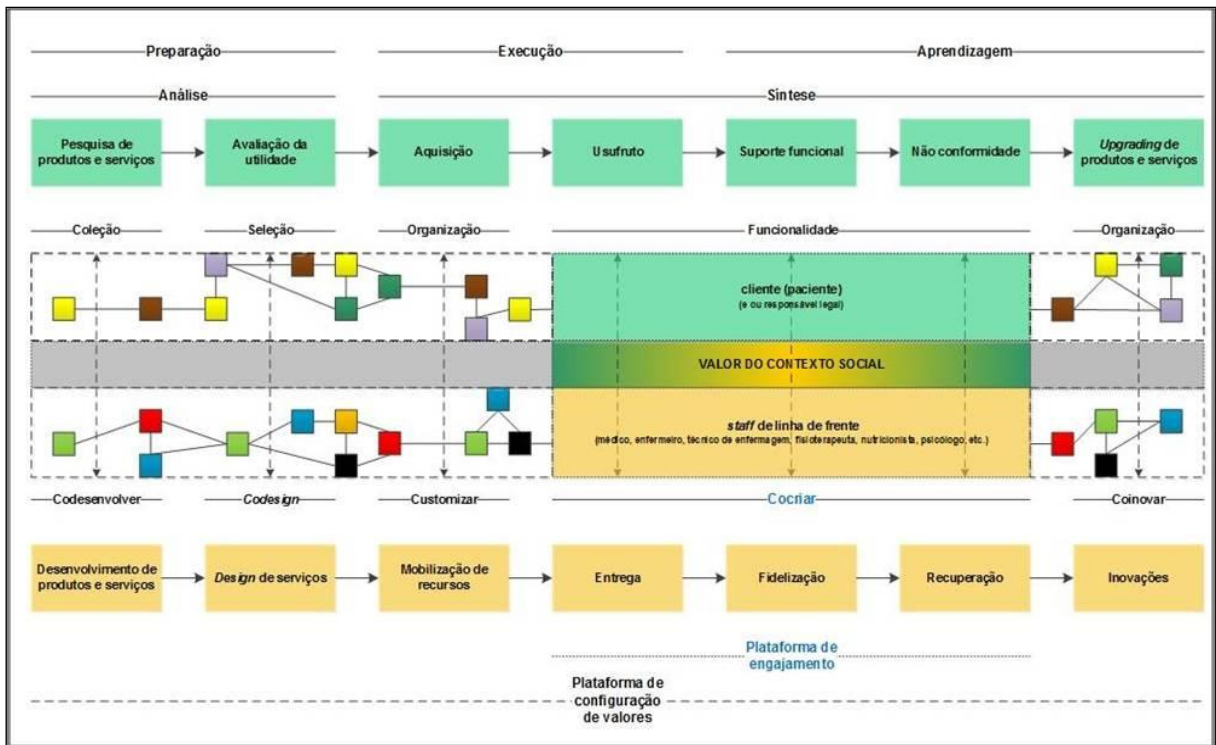 Preparação
Execução
Aprendizagem
Análise
Síntese
Pesquisa de
produtos e serviços
Avaliação da
utilidade
Aquisição
Usufruto
Suporte funcional
Não conformidade
Upgrading de
produtos e serviços
Coleção
Seleção
Organização
Funcionalidade
Organização
cliente (paciente)
(e ou responsável legal)
VALOR DO CONTEXTO SOCIAL
staff de linha de frente
(médico, enfermeiro, técnico de enfermagem, fisioterapeuta, nutricionista, psicólogo, etc.)
Codesenvolver
Codesign
Customizar
Cocriar
Coinovar
Desenvolvimento de
produtos e serviços
Design de serviços
Mobilização de
recursos
Entrega
Fidelização
Recuperação
Inovações
Plataforma de
engajamento
Plataforma de
configuração
de valores